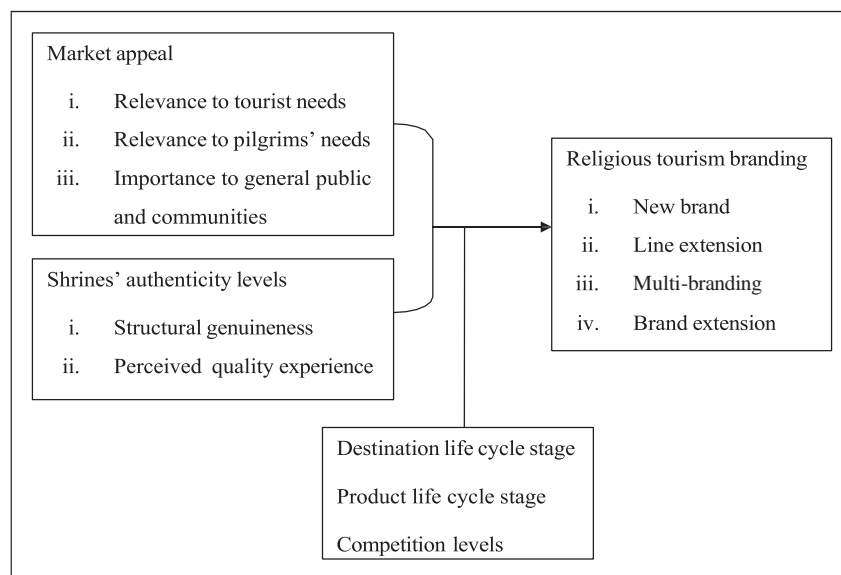 Market appeal
i. Relevance to tourist needs
ii. Relevance to pilgrims’ needs
iii. Importance to general public
and communities
Shrines’ authenticity levels
i. Structural genuineness
ii. Perceived quality experience
Religious tourism branding
i. New brand
ii. Line extension
iii. Multi-branding
iv. Brand extension
Destination life cycle stage
Product life cycle stage
Competition levels